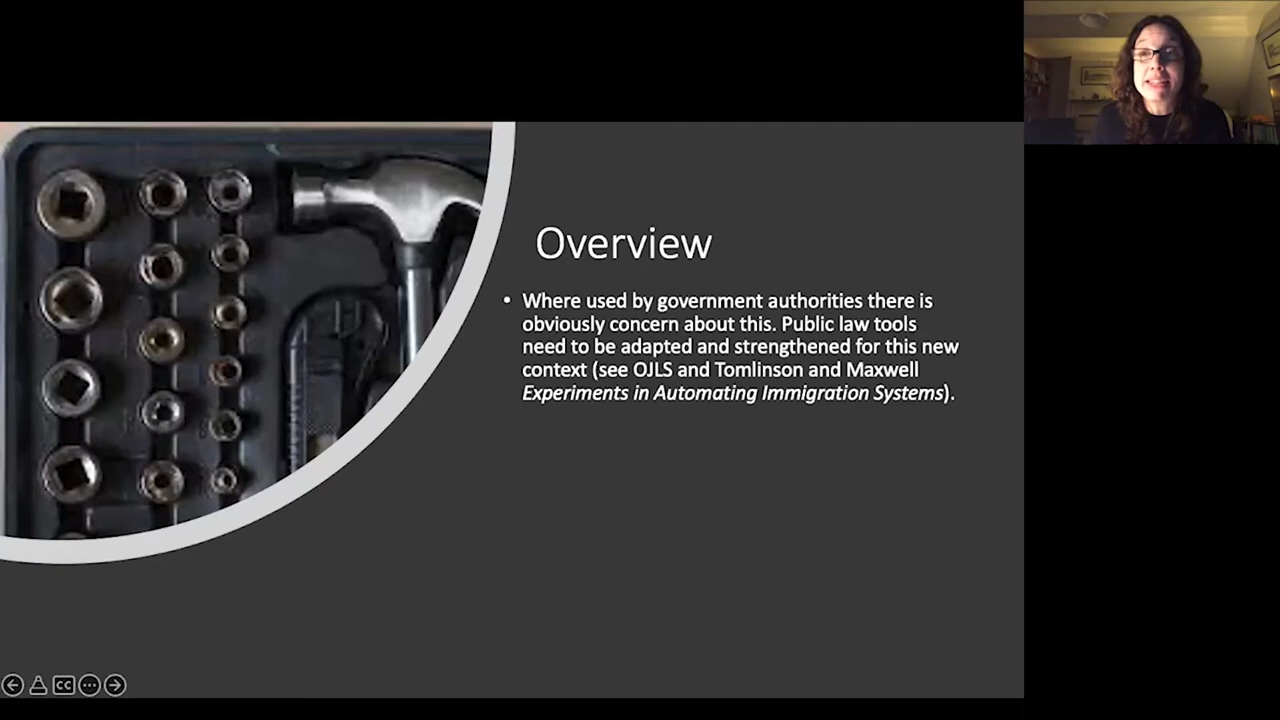 Overview
• Where used by government authorities there is
obviously concern about this. Public law tools
need to be adapted and strengthened for this new
context (see OJLS and Tomlinson and Maxwell
Experiments in Automating Immigration Systems).
CC